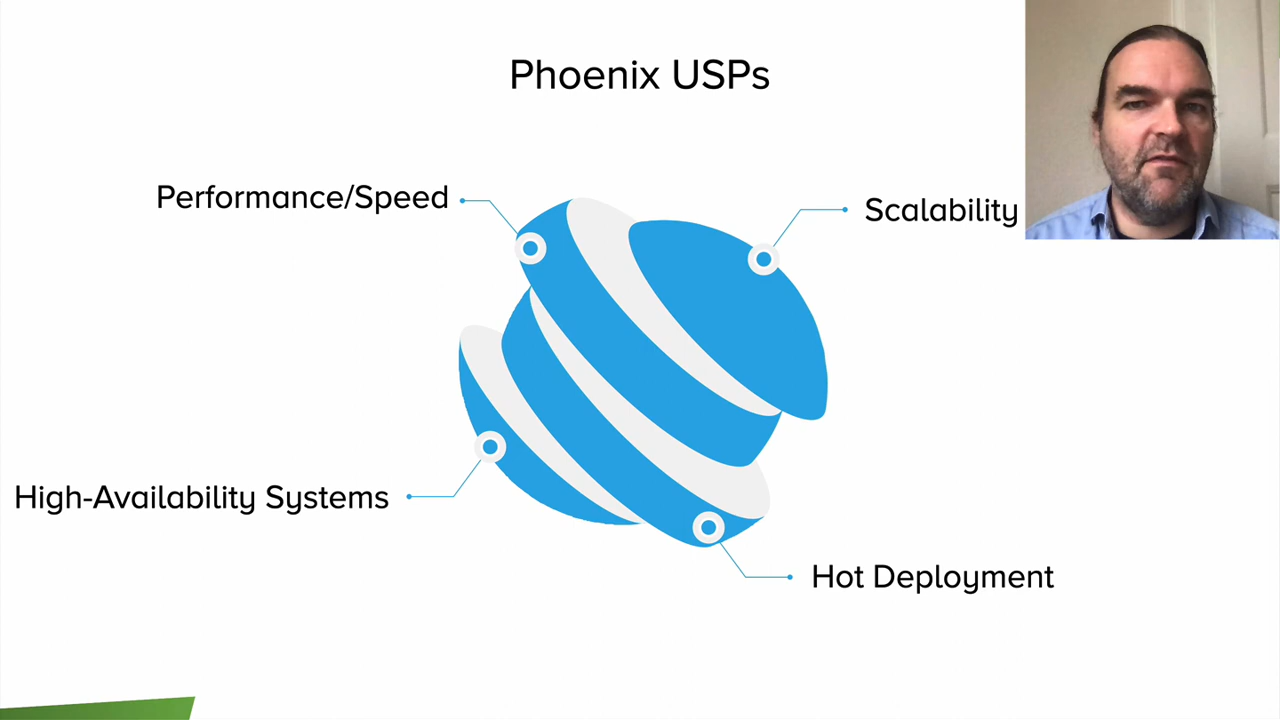 Phoenix USPs
Performance/Speed
Scalability
High-Availability Systems
Hot Deployment